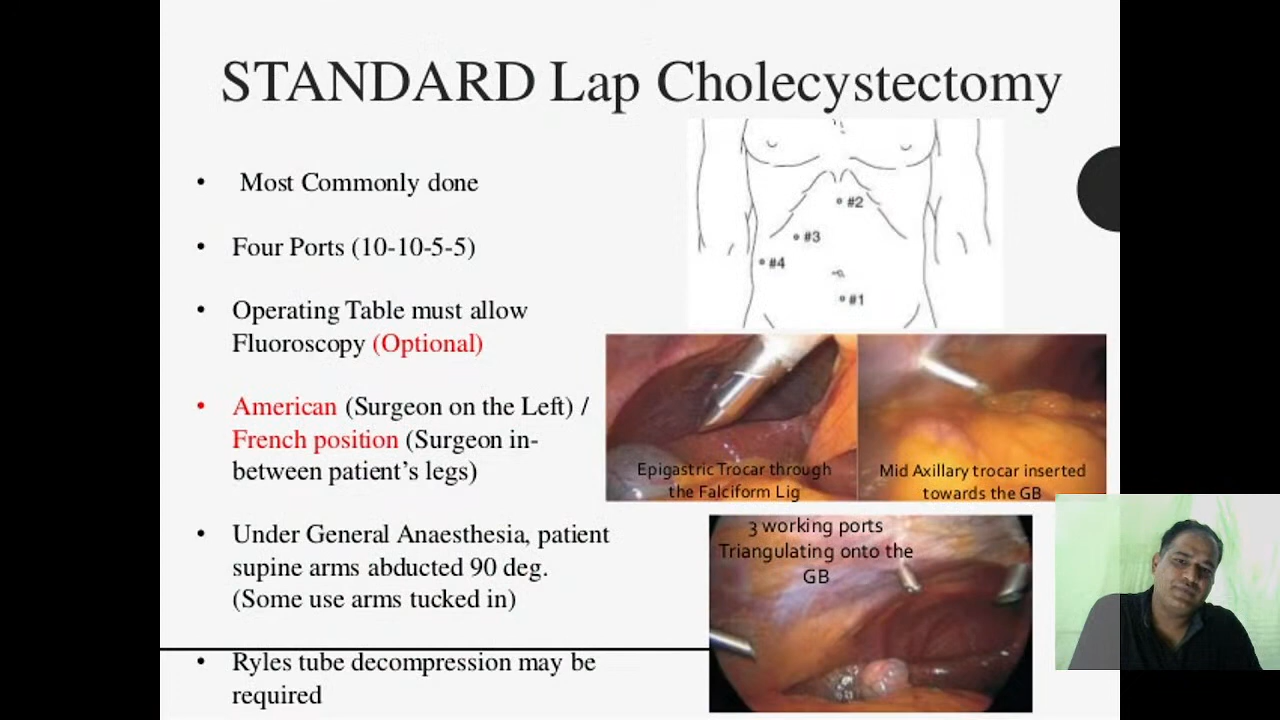 STANDARD Lap Cholecystectomy
• Most Commonly done
• Four Ports (10-10-5-5)
• Operating Table must allow
Fluoroscopy (Optional)
• American (Surgeon on the Left) /
French position (Surgeon in-
between patient's legs)
• Under General Anaesthesia, patient
supine arms abducted 90 deg.
(Some use arms tucked in)
• Ryles tube decompression may be
required
#2
#3
#4
#1
Epigastric Trocar through
the Falciform Lig
Mid Axillary trocar inserted
towards the GB
3 working ports
Triangulating onto the
GB